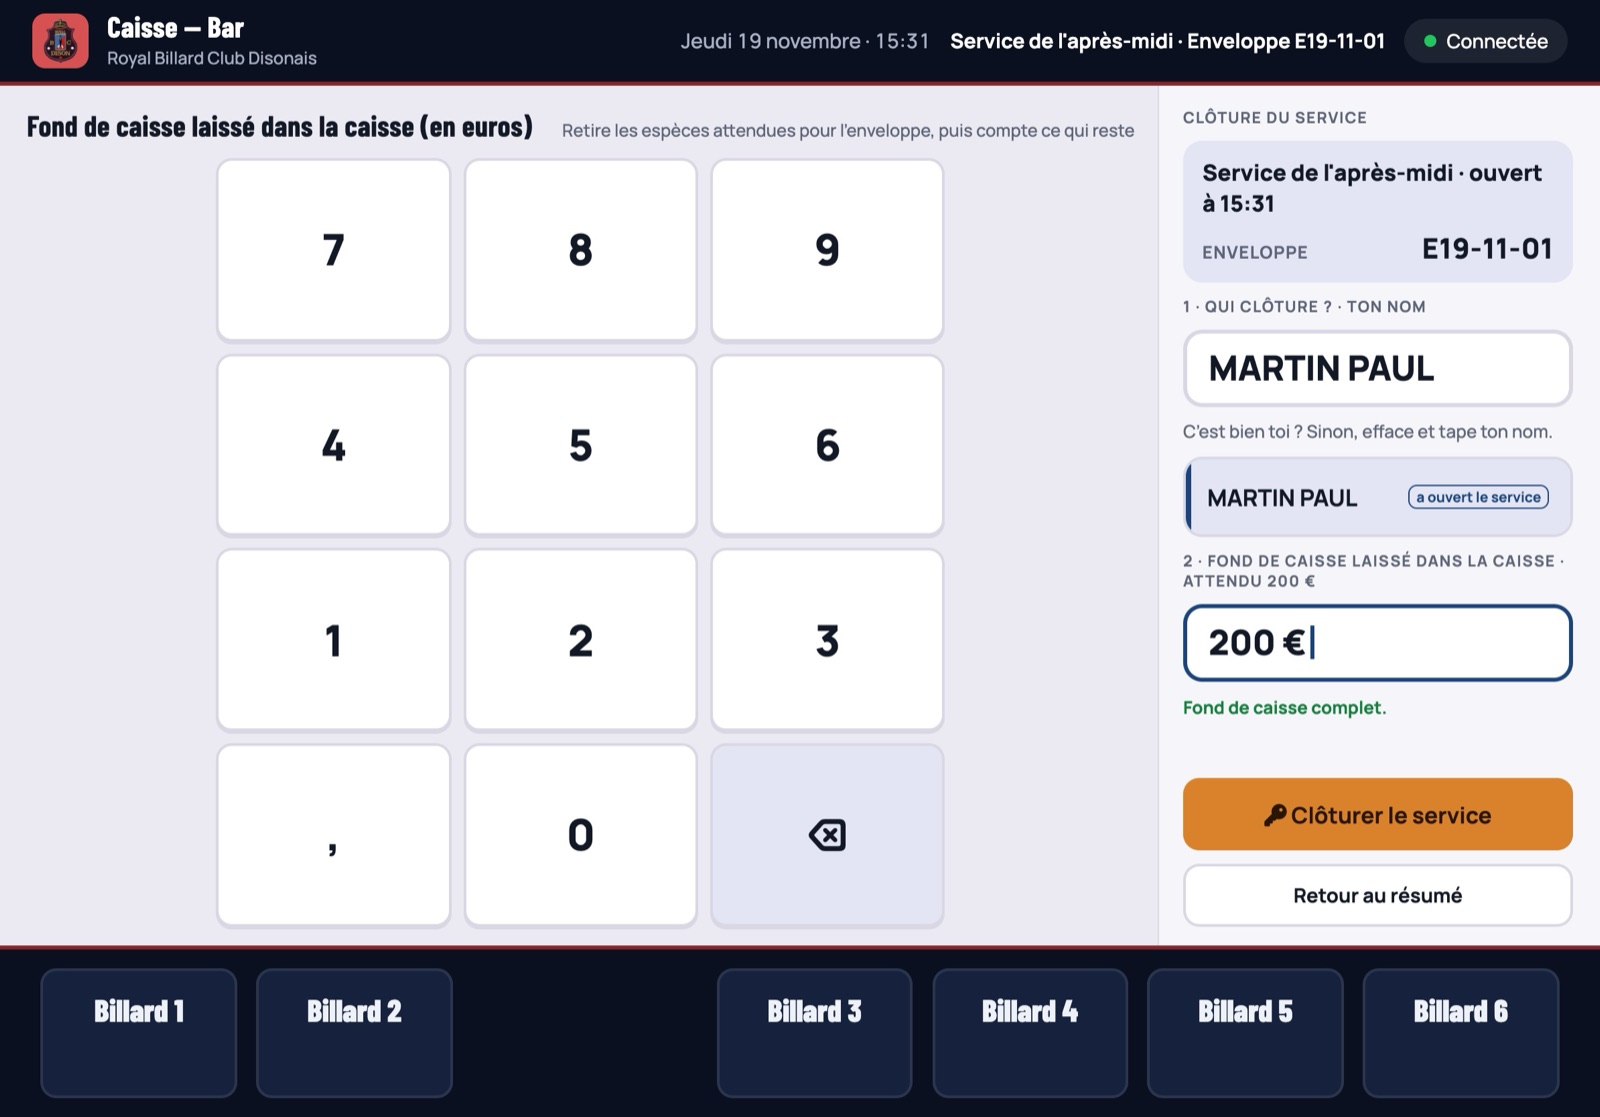 Caisse – Bar
Royal Billard Club Disonais
Jeudi 19 novembre · 15:31
Service de l'après-midi · Enveloppe E19-11-01
Connectée
Fond de caisse laissé dans la caisse (en euros)
Retire les espèces attendues pour l'enveloppe, puis compte ce qui reste
7
8
9
4
5
6
1
2
3
,
0
CLÔTURE DU SERVICE
Service de l'après-midi · ouvert
à 15:31
ENVELOPPE
E19-11-01
1 · QUI CLÔTURE ? · TON NOM
MARTIN PAUL
C'est bien toi ? Sinon, efface et tape ton nom.
MARTIN PAUL
a ouvert le service
2 · FOND DE CAISSE LAISSÉ DANS LA CAISSE ·
ATTENDU 200 €
200 €
Fond de caisse complet.
Clôturer le service
Retour au résumé
Billard 1
Billard 2
Billard 3
Billard 4
Billard 5
Billard 6